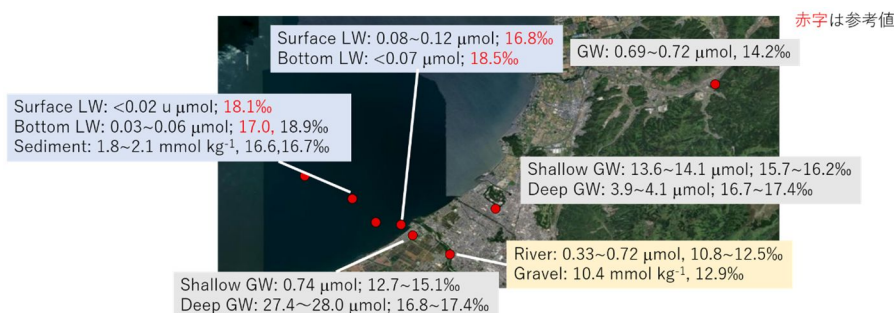 赤字は参考値
Surface LW: 0.08~0.12 μmol; 16.8‰
Bottom LW: <0.07 μmol; 18.5‰
GW: 0.69~0.72 μmol, 14.2‰
Surface LW: <0.02 u μmol; 18.1‰
Bottom LW: 0.03~0.06 μmol; 17.0, 18.9‰
Sediment: 1.8~2.1 mmol kg⁻¹, 16.6,16.7‰
Shallow GW: 13.6~14.1 μmol; 15.7~16.2‰
Deep GW: 3.9~4.1 μmol; 16.7~17.4‰
River: 0.33~0.72 μmol, 10.8~12.5‰
Gravel: 10.4 mmol kg⁻¹, 12.9‰
Shallow GW: 0.74 μmol; 12.7~15.1‰
Deep GW: 27.4～28.0 μmol; 16.8~17.4‰